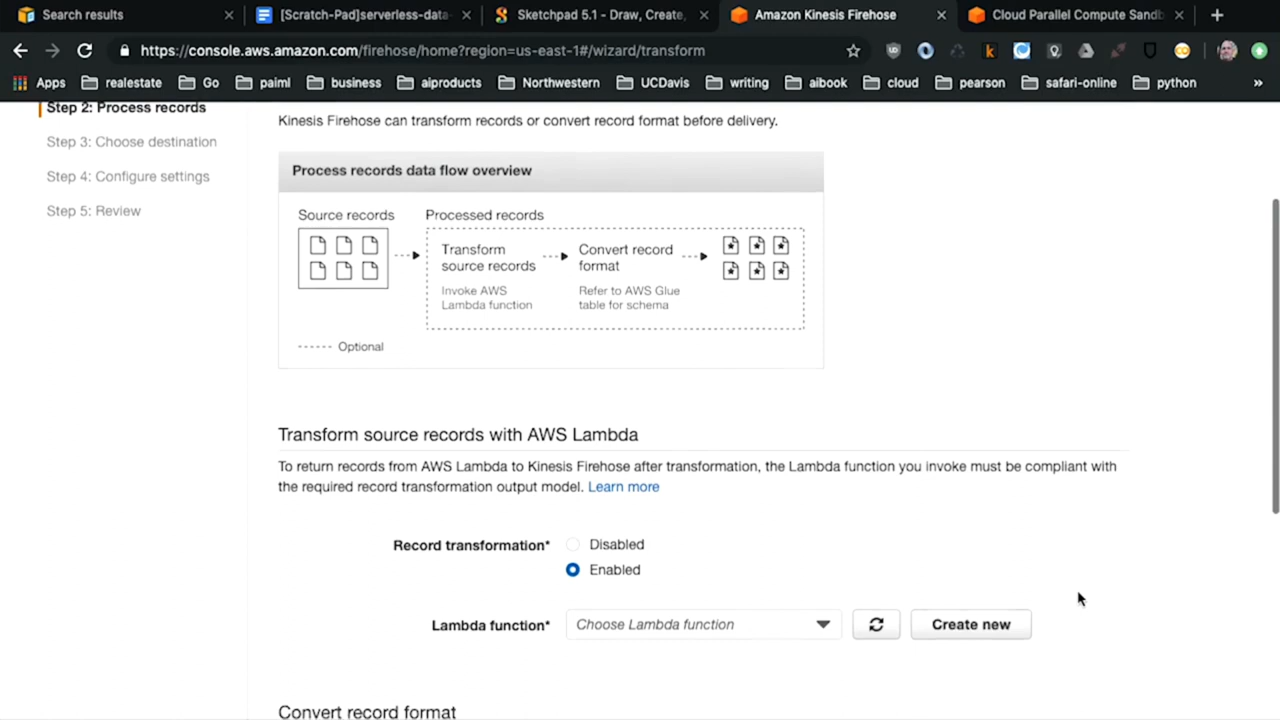 Search results
[Scratch-Pad]serverless-data-
Sketchpad 5.1 - Draw, Create,
Amazon Kinesis Firehose
Cloud Parallel Compute Sandb
https://console.aws.amazon.com/firehose/home?region=us-east-1#/wizard/transform
Apps
realestate
Go
paiml
business
aiproducts
Northwestern
UCDavis
writing
aibook
cloud
pearson
safari-online
python
»
Step 2: Process records
Step 3: Choose destination
Step 4: Configure settings
Step 5: Review
Kinesis Firehose can transform records or convert record format before delivery.
Process records data flow overview
Source records
Processed records
Transform
source records
Invoke AWS
Lambda function
Convert record
format
Refer to AWS Glue
table for schema
Optional
Transform source records with AWS Lambda
To return records from AWS Lambda to Kinesis Firehose after transformation, the Lambda function you invoke must be compliant with
the required record transformation output model. Learn more
Record transformation*
Disabled
Enabled
Lambda function*
Choose Lambda function
Create new
Convert record format